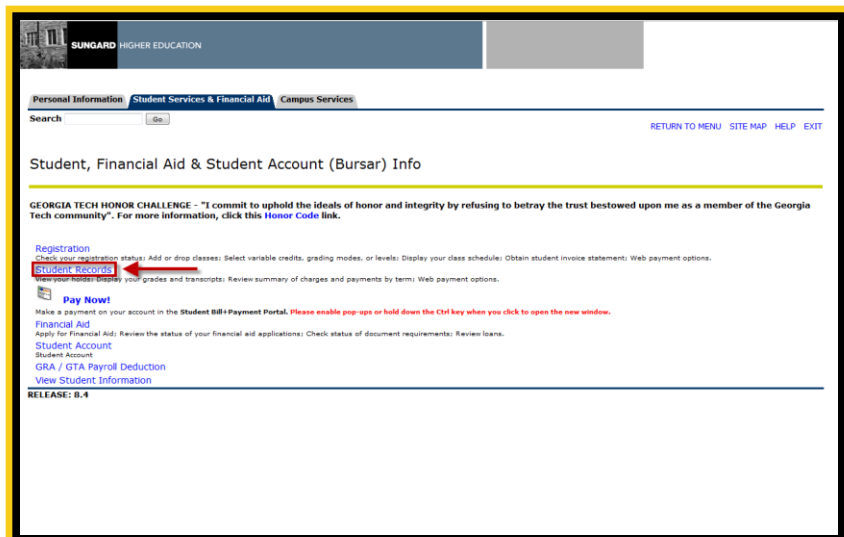 SUNGARD HIGHER EDUCATION
Personal Information Student Services & Financial Aid Campus Services
Search Go
RETURN TO MENU SITE MAP HELP EXIT
Student, Financial Aid & Student Account (Bursar) Info
GEORGIA TECH HONOR CHALLENGE - "I commit to uphold the ideals of honor and integrity by refusing to betray the trust bestowed upon me as a member of the Georgia
Tech community". For more information, click this Honor Code link.
Registration
Check your registration status; Add or drop classes; Select variable credits, grading modes, or levels; Display your class schedule; Obtain student invoice statement; Web payment options.
Student Records
View your holds; Display your grades and transcripts; Review summary of charges and payments by term; Web payment options.
Pay Now!
Make a payment on your account in the Student Bill+Payment Portal. Please enable pop-ups or hold down the Ctrl key when you click to open the new window.
Financial Aid
Apply for Financial Aid; Review the status of your financial aid applications; Check status of document requirements; Review loans.
Student Account
Student Account
GRA / GTA Payroll Deduction
View Student Information
RELEASE: 8.4